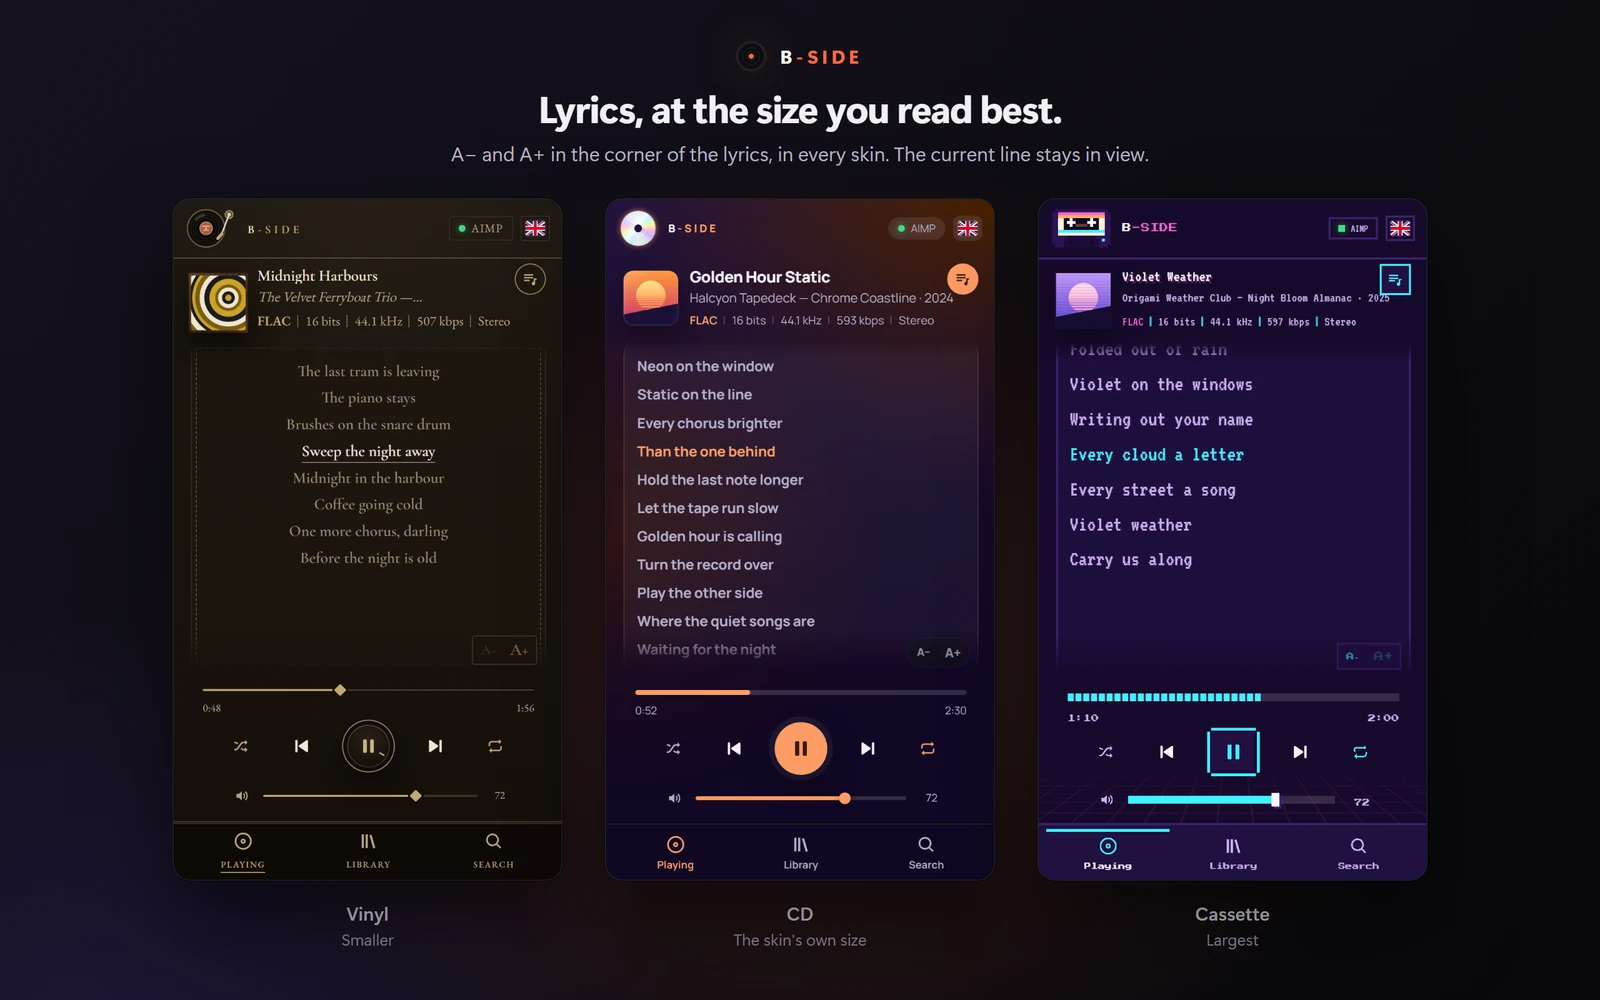 B-SIDE
Lyrics, at the size you read best.
A− and A+ in the corner of the lyrics, in every skin. The current line stays in view.
B-SIDE
AIMP
Midnight Harbours
The Velvet Ferryboat Trio —...
FLAC | 16 bits | 44.1 kHz | 507 kbps | Stereo
The last tram is leaving
The piano stays
Brushes on the snare drum
Sweep the night away
Midnight in the harbour
Coffee going cold
One more chorus, darling
Before the night is old
A− A+
0:48 1:56
72
PLAYING LIBRARY SEARCH
Vinyl
Smaller
B-SIDE
AIMP
Golden Hour Static
Halcyon Tapedeck — Chrome Coastline · 2024
FLAC | 16 bits | 44.1 kHz | 593 kbps | Stereo
Neon on the window
Static on the line
Every chorus brighter
Than the one behind
Hold the last note longer
Let the tape run slow
Golden hour is calling
Turn the record over
Play the other side
Where the quiet songs are
Waiting for the night
A− A+
0:52 2:30
72
Playing Library Search
CD
The skin's own size
B-SIDE
AIMP
Violet Weather
Origami Weather Club — Night Bloom Almanac · 2025
FLAC | 16 bits | 44.1 kHz | 597 kbps | Stereo
Folded out of rain
Violet on the windows
Writing out your name
Every cloud a letter
Every street a song
Violet weather
Carry us along
A− A+
1:10 2:00
72
Playing Library Search
Cassette
Largest